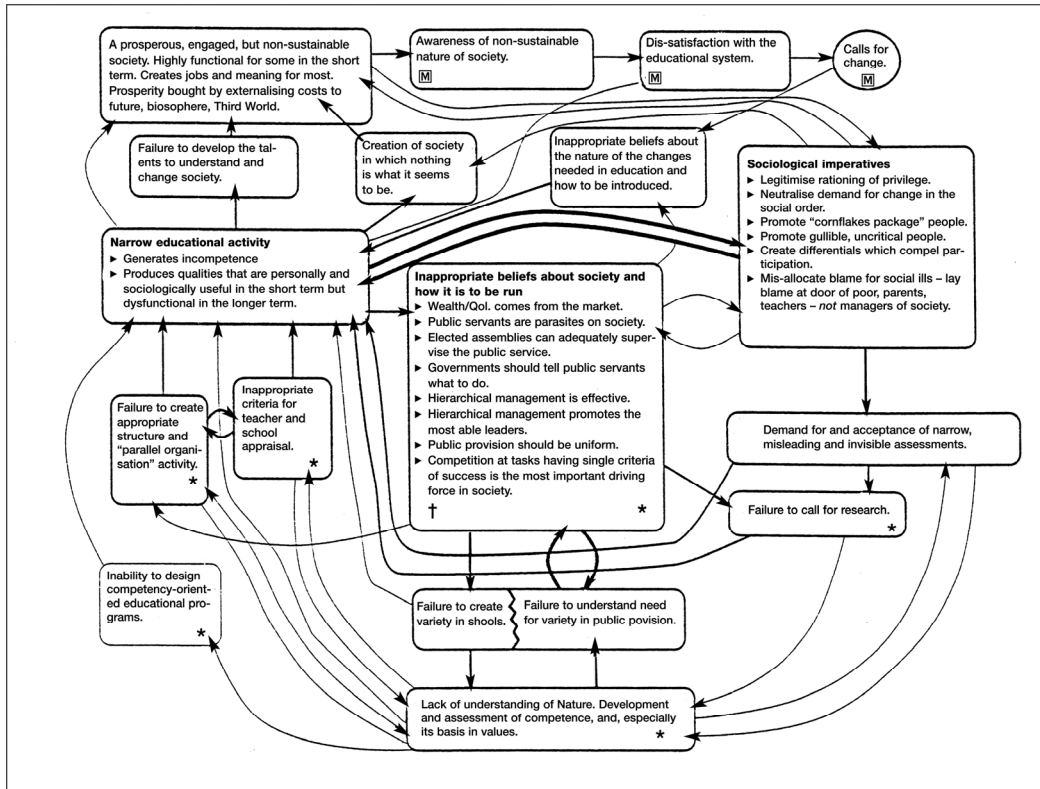 A prosperous, engaged, but non-sustainable
society. Highly functional for some in the short
term. Creates jobs and meaning for most.
Prosperity bought by externalising costs to
future, biosphere, Third World.
Awareness of non-sustainable
nature of society.
M
Dis-satisfaction with the
educational system.
M
Calls for
change.
M
Failure to develop the tal-
ents to understand and
change society.
Creation of society
in which nothing
is what it seems
to be.
Inappropriate beliefs about
the nature of the changes
needed in education and
how to be introduced.
Sociological imperatives
► Legitimise rationing of privilege.
► Neutralise demand for change in the
social order.
► Promote “cornflakes package” people.
► Promote gullible, uncritical people.
► Create differentials which compel par-
ticipation.
► Mis-allocate blame for social ills – lay
blame at door of poor, parents,
teachers – not managers of society.
Narrow educational activity
► Generates incompetence
► Produces qualities that are personally and
sociologically useful in the short term but
dysfunctional in the longer term.
Inappropriate beliefs about society and
how it is to be run
► Wealth/Qol. comes from the market.
► Public servants are parasites on society.
► Elected assemblies can adequately super-
vise the public service.
► Governments should tell public servants
what to do.
► Hierarchical management is effective.
► Hierarchical management promotes the
most able leaders.
► Public provision should be uniform.
► Competition at tasks having single criteria
of success is the most important driving
force in society.
† *
Failure to create
appropriate
structure and
“parallel organi-
sation” activity.
*
Inappropriate
criteria for
teacher and
school
appraisal.
*
Demand for and acceptance of narrow,
misleading and invisible assessments.
Failure to call for research.
*
Inability to design
competency-orient-
ed educational pro-
grams.
*
Failure to create
variety in shools.
Failure to understand need
for variety in public povision.
Lack of understanding of Nature. Development
and assessment of competence, and, especially
its basis in values.
*